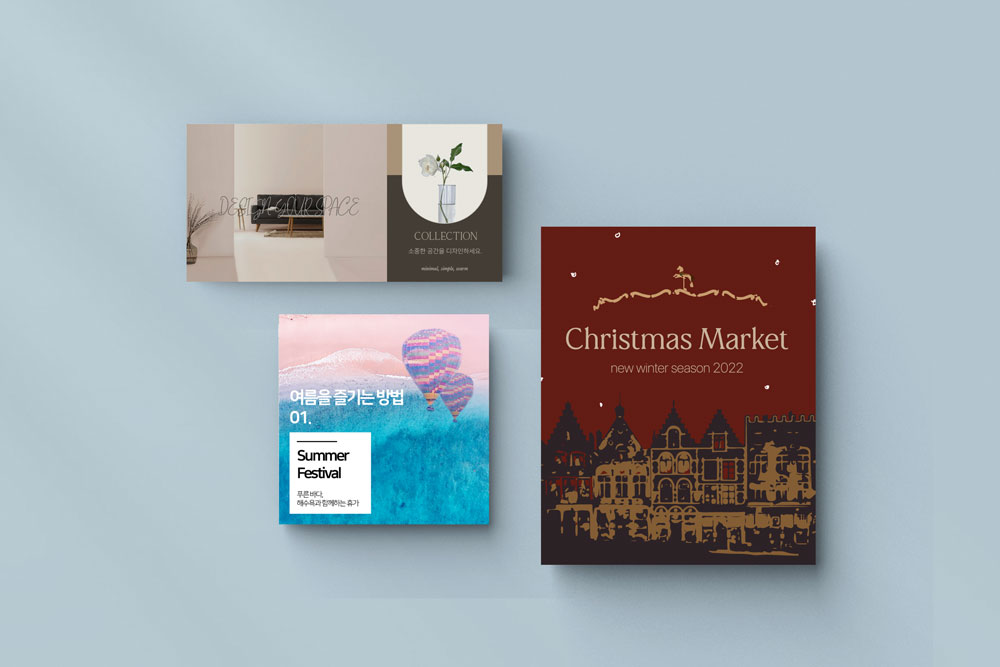 DESIGN YOUR SPACE
COLLECTION
소중한 공간을 디자인하세요.
minimal, simple, warm
여름을 즐기는 방법
01.
Summer
Festival
푸른 바다,
해수욕과 함께하는 휴가
Christmas Market
new winter season 2022